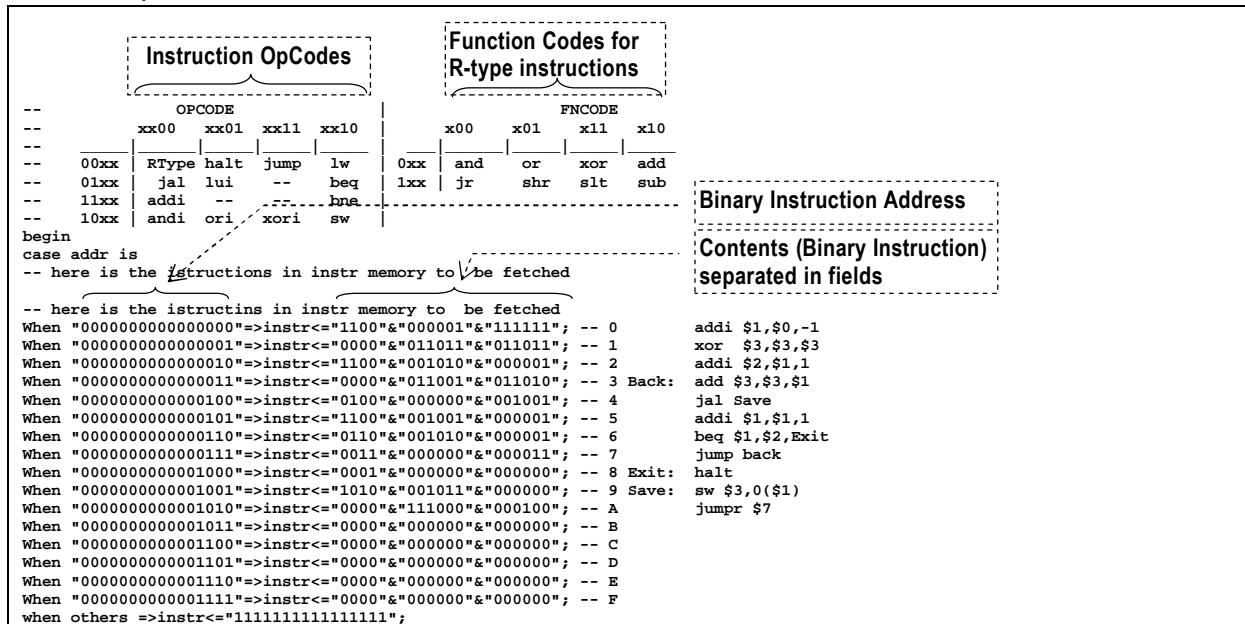 Instruction OpCodes
Function Codes for
R-type instructions
-- OPCODE | FNCODE
-- xx00 xx01 xx11 xx10 | x00 x01 x11 x10
-- _____|______|_____|_____|_____ | ___|______|_____|_____|_____
-- 00xx | RType halt jump lw | 0xx | and or xor add
-- 01xx | jal lui -- beq | 1xx | jr shr slt sub
-- 11xx | addi -- -- bne |
-- 10xx | andi ori xori sw |
Binary Instruction Address
begin
case addr is
Contents (Binary Instruction)
separated in fields
-- here is the istructions in instr memory to be fetched
-- here is the istructins in instr memory to be fetched
When "0000000000000000"=>instr<="1100"&"000001"&"111111"; -- 0 addi $1,$0,-1
When "0000000000000001"=>instr<="0000"&"011011"&"011011"; -- 1 xor $3,$3,$3
When "0000000000000010"=>instr<="1100"&"001010"&"000001"; -- 2 addi $2,$1,1
When "0000000000000011"=>instr<="0000"&"011001"&"011010"; -- 3 Back: add $3,$3,$1
When "0000000000000100"=>instr<="0100"&"000000"&"001001"; -- 4 jal Save
When "0000000000000101"=>instr<="1100"&"001001"&"000001"; -- 5 addi $1,$1,1
When "0000000000000110"=>instr<="0110"&"001010"&"000001"; -- 6 beq $1,$2,Exit
When "0000000000000111"=>instr<="0011"&"000000"&"000011"; -- 7 jump back
When "0000000000001000"=>instr<="0001"&"000000"&"000000"; -- 8 Exit: halt
When "0000000000001001"=>instr<="1010"&"001011"&"000000"; -- 9 Save: sw $3,0($1)
When "0000000000001010"=>instr<="0000"&"111000"&"000100"; -- A jumpr $7
When "0000000000001011"=>instr<="0000"&"000000"&"000000"; -- B
When "0000000000001100"=>instr<="0000"&"000000"&"000000"; -- C
When "0000000000001101"=>instr<="0000"&"000000"&"000000"; -- D
When "0000000000001110"=>instr<="0000"&"000000"&"000000"; -- E
When "0000000000001111"=>instr<="0000"&"000000"&"000000"; -- F
when others =>instr<="1111111111111111";